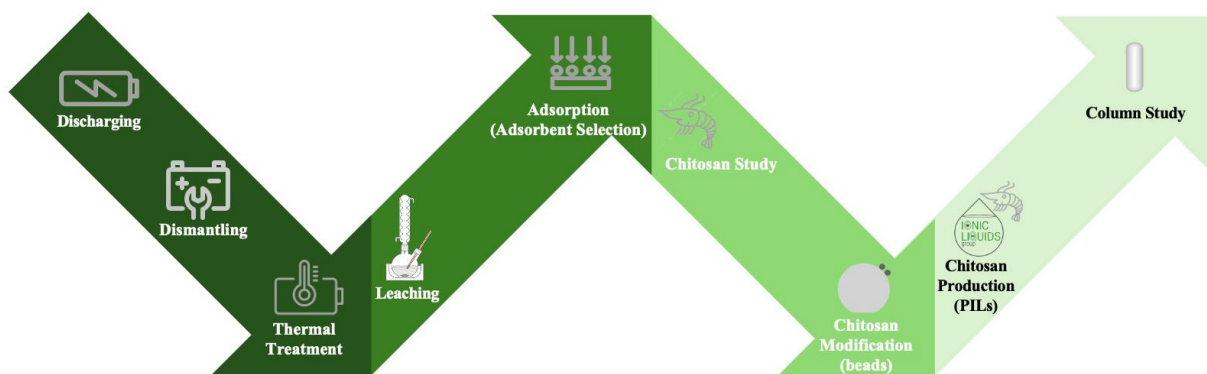 Discharging
Dismantling
Thermal
Treatment
Leaching
Adsorption
(Adsorbent Selection)
Chitosan Study
Chitosan
Modification
(beads)
IONIC
LIQUIDS
group
Chitosan
Production
(PILs)
Column Study